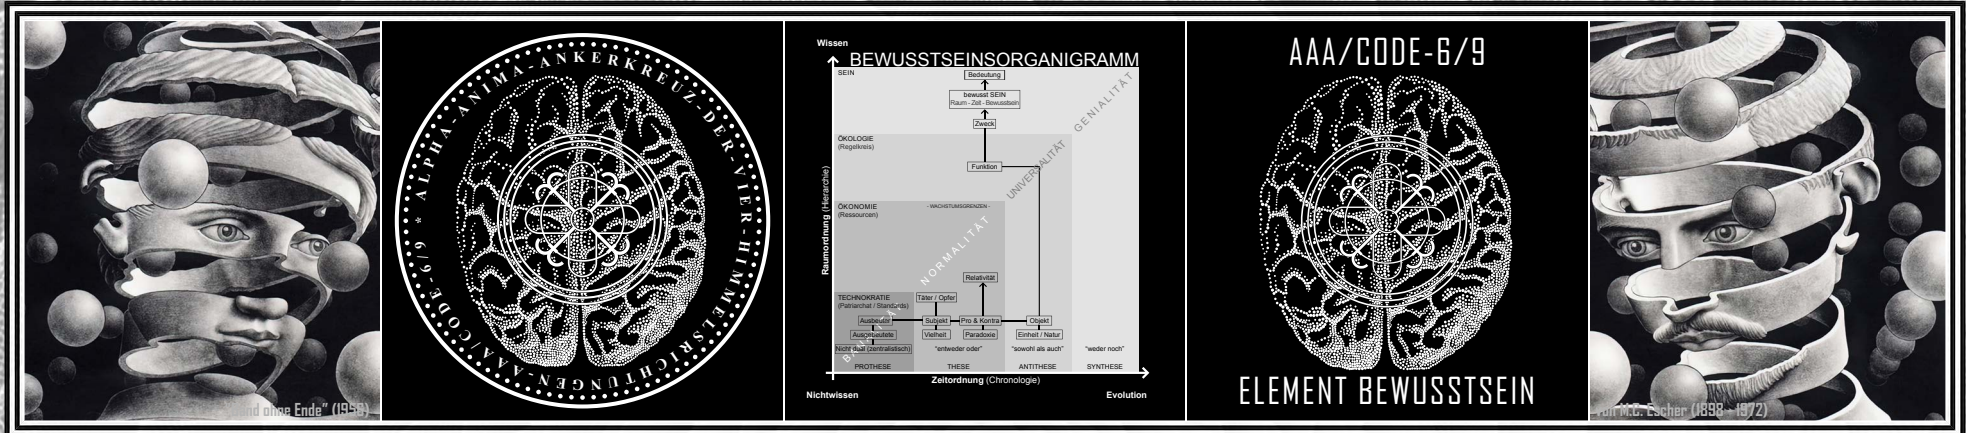 Band ohne Ende" (1956)
* ALPHA-ANIMA-ANKERKREUZ-DER-VIER-HIMMELSRICHTUNGEN-AAA/CODE-6/9
Wissen
BEWUSSTSEINSORGANIGRAMM
SEIN
Bedeutung
bewusst SEIN
Raum - Zeit - Bewusstsein
Zweck
GENIALITÄT
ÖKOLOGIE
(Regelkreis)
Funktion
UNIVERSALITÄT
ÖKONOMIE
(Ressourcen)
- WACHSTUMSGRENZEN -
NORMALITÄT
Relativität
TECHNOKRATIE
(Patriarchat / Standards)
Täter / Opfer
Ausbeuter
Subjekt
Pro & Kontra
Objekt
Ausgebeutete
Vielheit
Paradoxie
Einheit / Natur
Nicht dual (zentralistisch)
"entweder oder"
"sowohl als auch"
"weder noch"
PROTHESE
THESE
ANTITHESE
SYNTHESE
Raumordnung (Hierarchie)
Zeitordnung (Chronologie)
Nichtwissen
Evolution
AAA/CODE-6/9
ELEMENT BEWUSSTSEIN
von M.C. Escher (1898 - 1972)